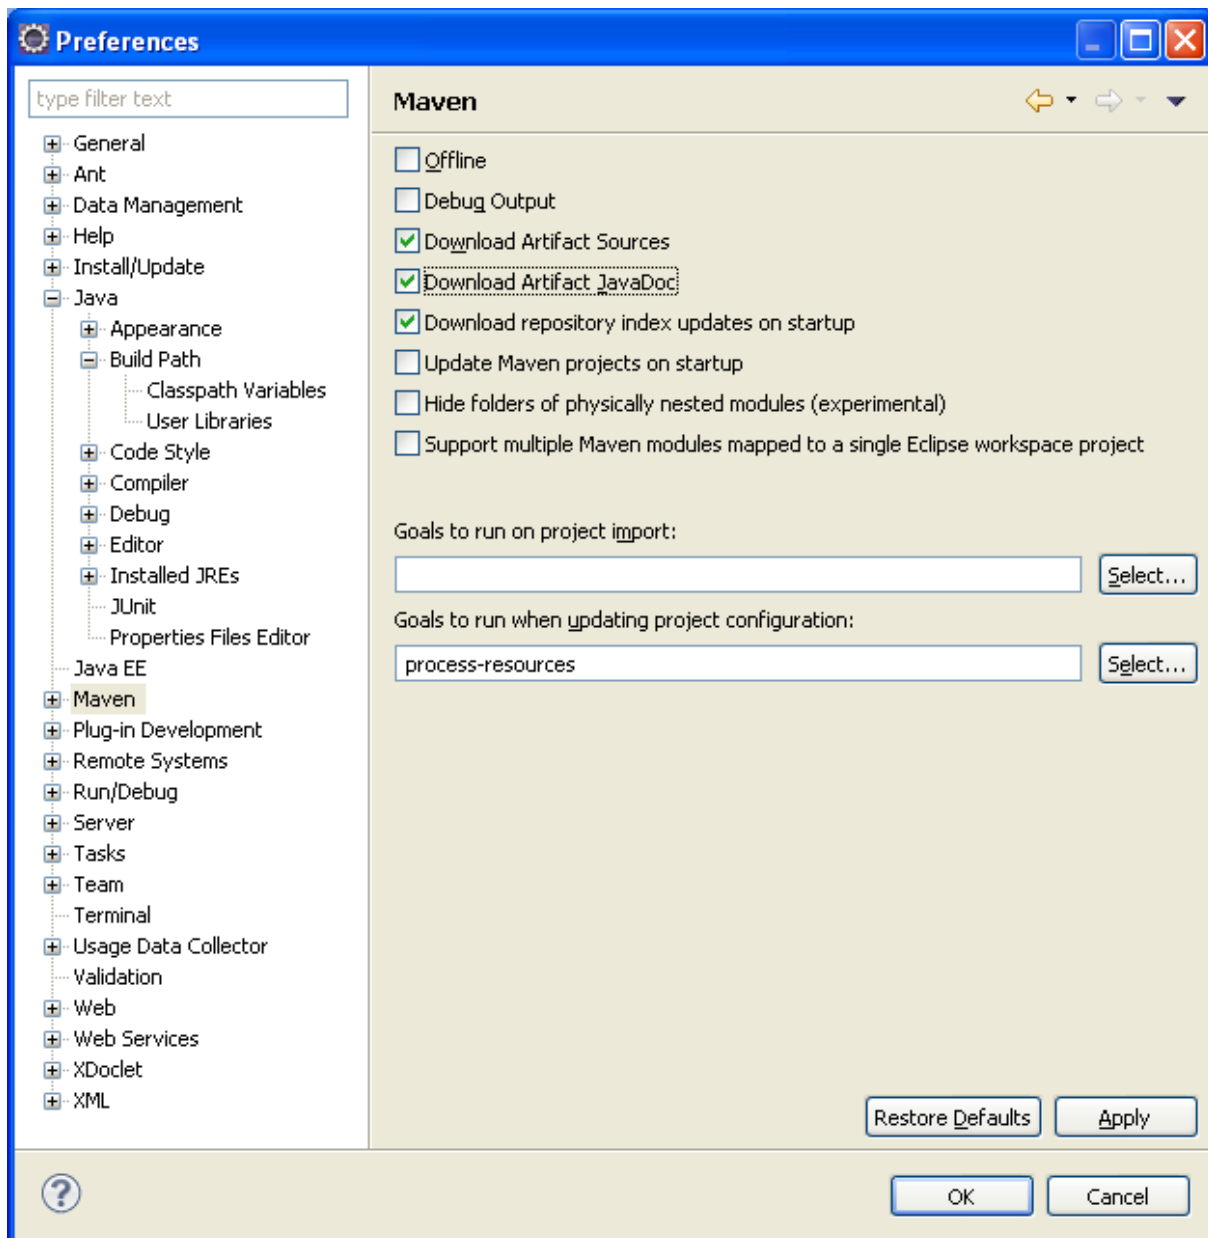 Preferences
type filter text
General
Ant
Data Management
Help
Install/Update
Java
Appearance
Build Path
Classpath Variables
User Libraries
Code Style
Compiler
Debug
Editor
Installed JREs
JUnit
Properties Files Editor
Java EE
Maven
Plug-in Development
Remote Systems
Run/Debug
Server
Tasks
Team
Terminal
Usage Data Collector
Validation
Web
Web Services
XDoclet
XML
Maven
Offline
Debug Output
Download Artifact Sources
Download Artifact JavaDoc
Download repository index updates on startup
Update Maven projects on startup
Hide folders of physically nested modules (experimental)
Support multiple Maven modules mapped to a single Eclipse workspace project
Goals to run on project import:
Select...
Goals to run when updating project configuration:
process-resources
Select...
Restore Defaults
Apply
?
OK
Cancel